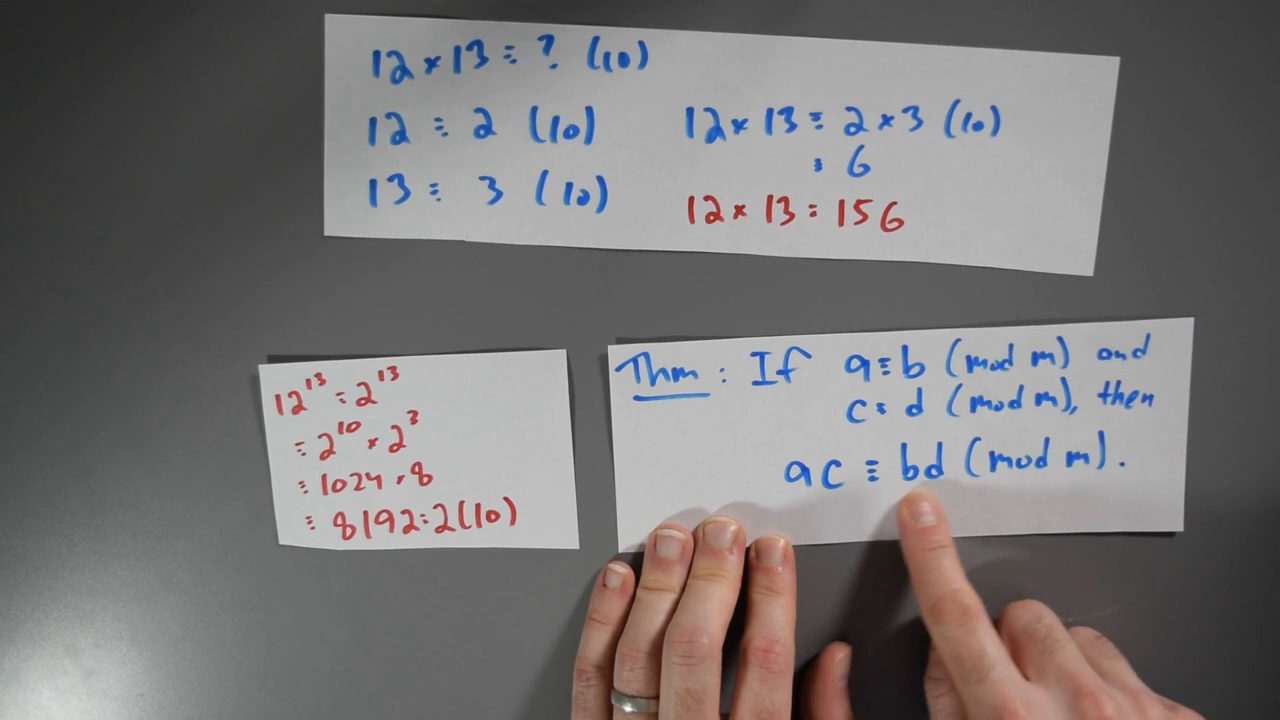 12 × 13 ≡ ? (10)
12 ≡ 2 (10)
13 ≡ 3 (10)
12 × 13 ≡ 2 × 3 (10)
≡ 6
12 × 13 = 156
12^13 ≡ 2^13
≡ 2^10 × 2^3
≡ 1024 × 8
≡ 8192 ≡ 2 (10)
Thm: If a ≡ b (mod m) and
c ≡ d (mod m), then
ac ≡ bd (mod m).